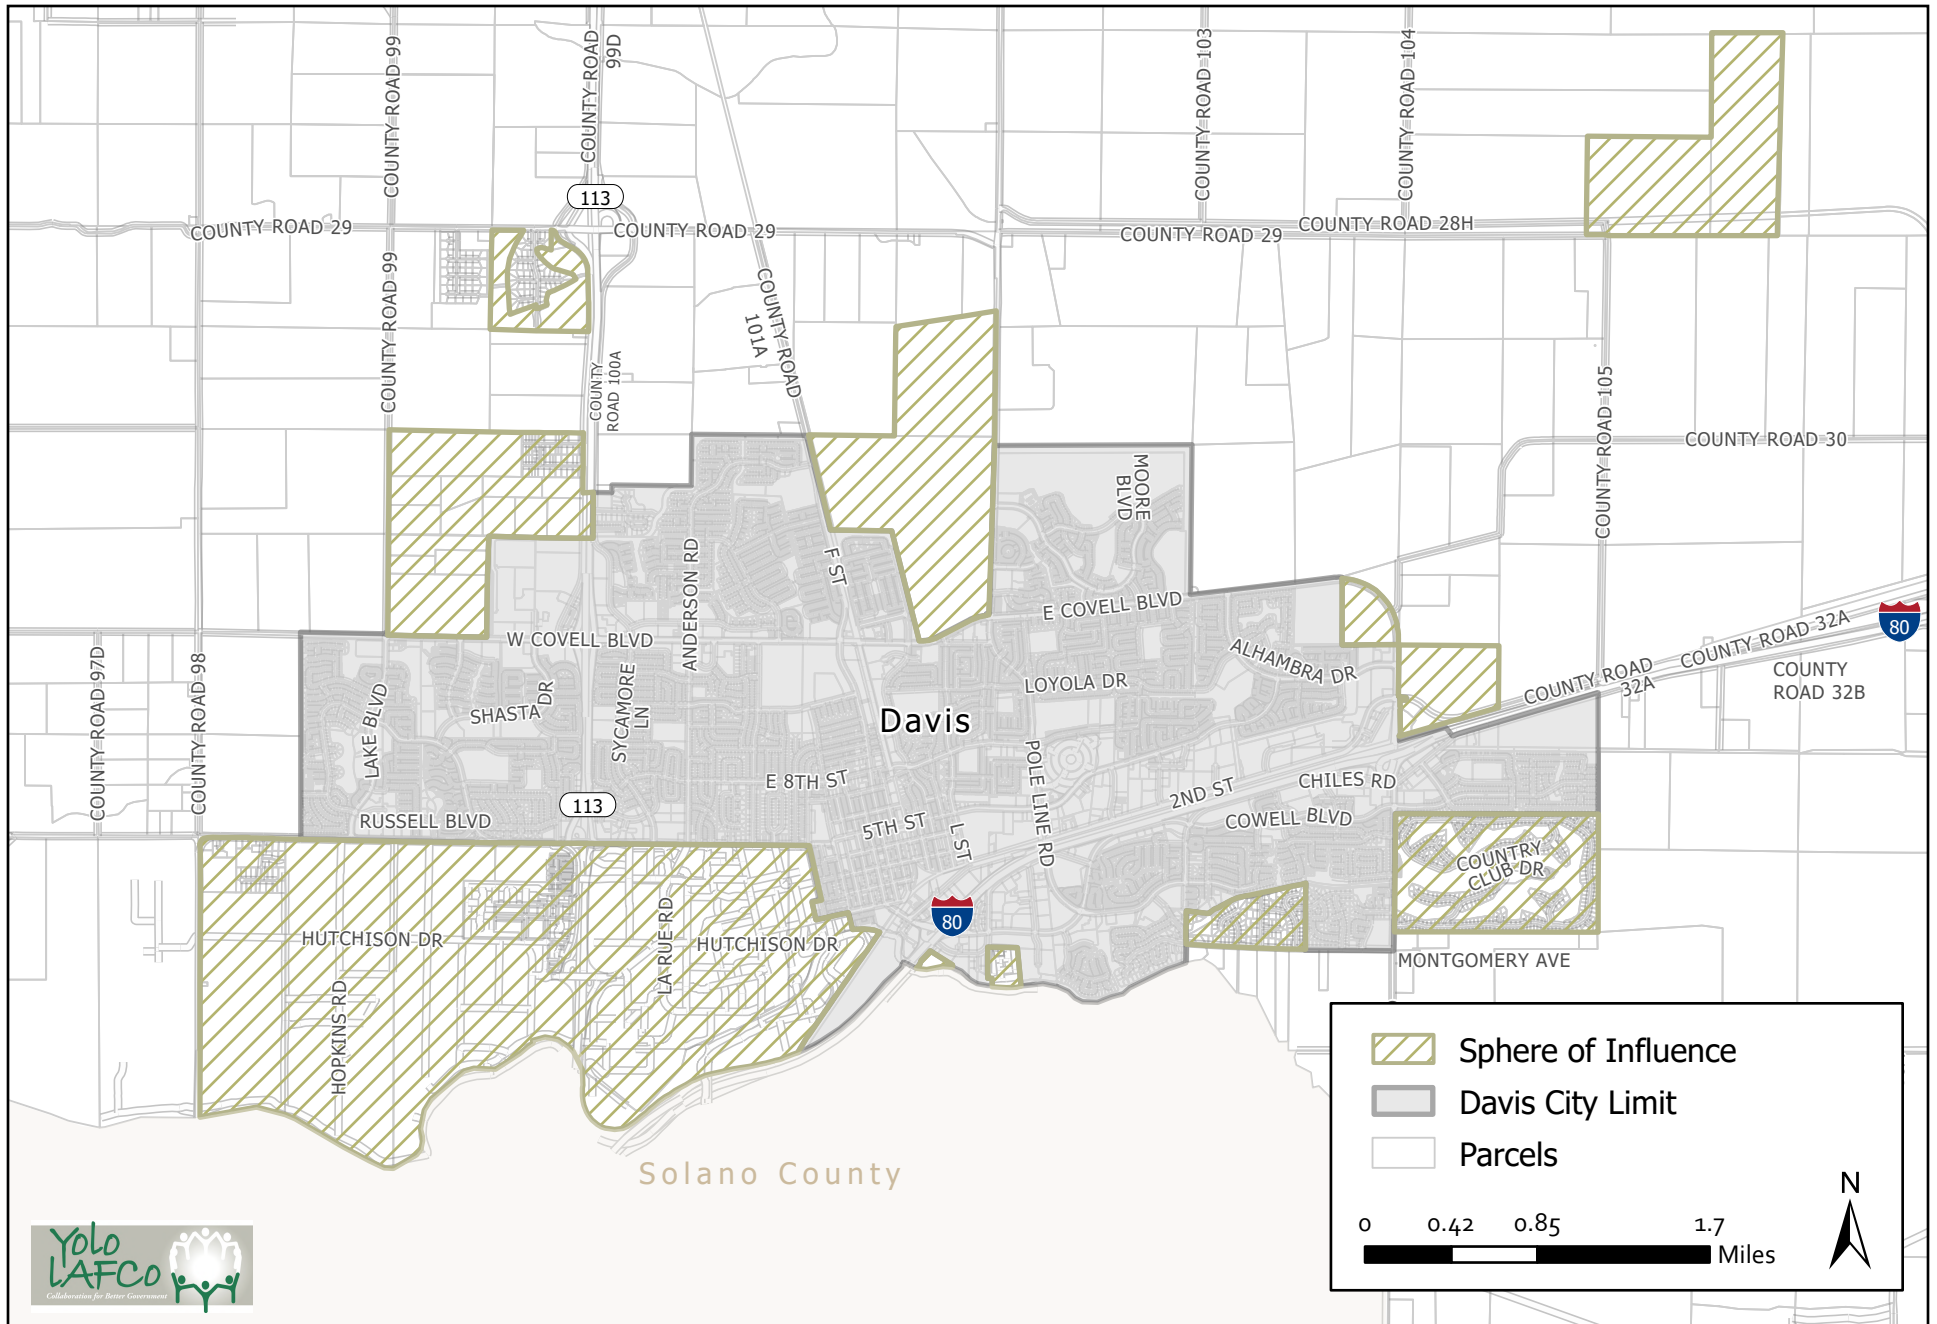 COUNTY ROAD 99
COUNTY ROAD
99D
COUNTY ROAD 103
COUNTY ROAD 104
113
COUNTY ROAD 29
COUNTY ROAD 29
COUNTY ROAD 29
COUNTY ROAD 28H
COUNTY ROAD 99
COUNTY ROAD
101A
COUNTY
ROAD 100A
COUNTY ROAD 105
COUNTY ROAD 30
MOORE
BLVD
ANDERSON RD
F ST
E COVELL BLVD
W COVELL BLVD
COUNTY ROAD 97D
COUNTY ROAD 98
LAKE BLVD
SHASTA DR
SYCAMORE
LN
ALHAMBRA DR
LOYOLA DR
COUNTY ROAD
32A
COUNTY ROAD 32A
80
COUNTY
ROAD 32B
Davis
POLE LINE RD
E 8TH ST
2ND ST
CHILES RD
113
RUSSELL BLVD
5TH ST
L ST
COWELL BLVD
COUNTRY
CLUB DR
80
HUTCHISON DR
LA RUE RD
HUTCHISON DR
MONTGOMERY AVE
HOPKINS RD
Solano County
Sphere of Influence
Davis City Limit
Parcels
N
0 0.42 0.85 1.7
Miles
Yolo
LAFCo
Collaboration for Better Government